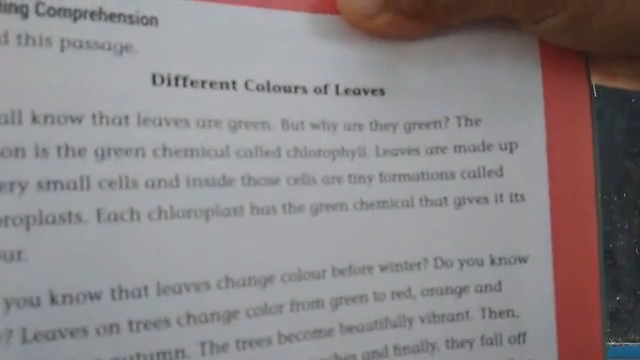 ing Comprehension
d this passage.
Different Colours of Leaves
all know that leaves are green. But why are they green? The
on is the green chemical called chlorophyll. Leaves are made up
ery small cells and inside those cells are tiny formations called
oroplasts. Each chloroplast has the green chemical that gives it its
ur.
you know that leaves change colour before winter? Do you know
? Leaves on trees change color from green to red, orange and
autumn. The trees become beautifully vibrant. Then,
and finally, they fall off